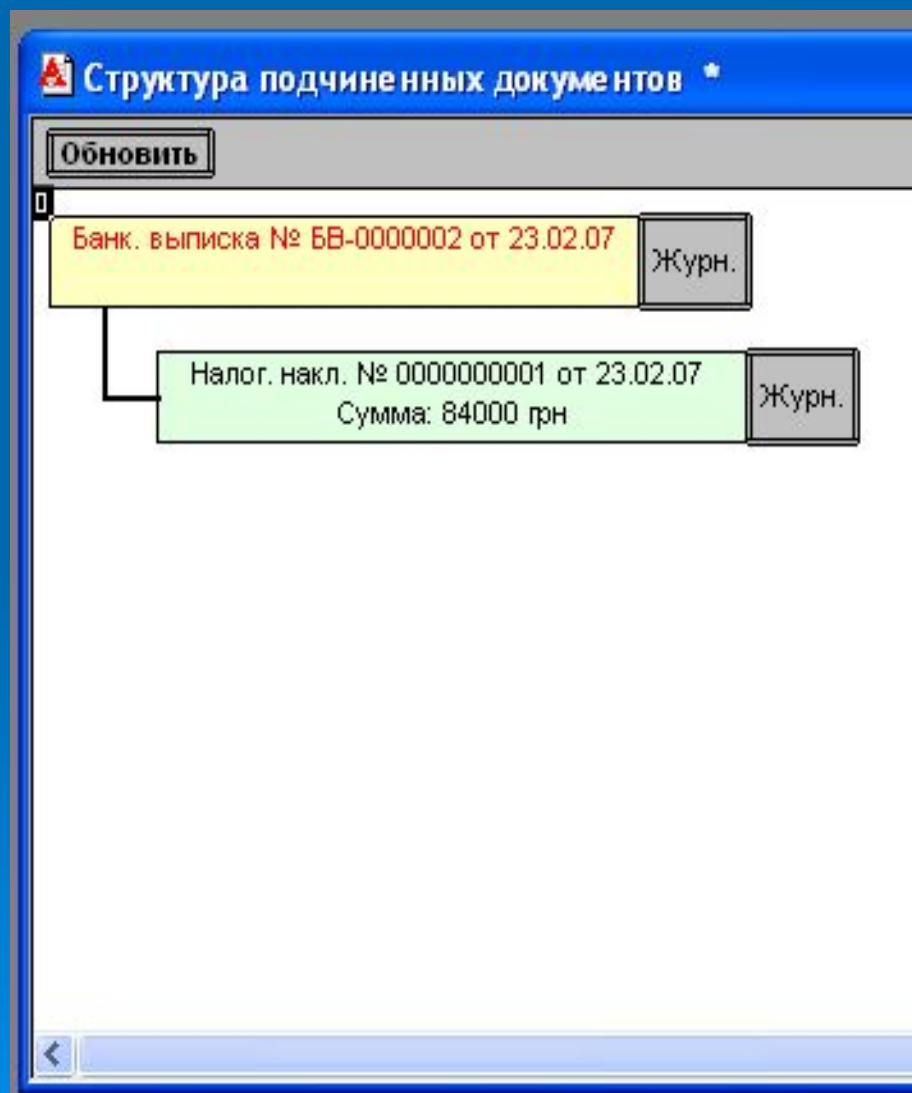 Структура подчиненных документов *
Обновить
Банк. выписка № БВ-0000002 от 23.02.07
Журн.
Налог. накл. № 0000000001 от 23.02.07
Сумма: 84000 грн
Журн.